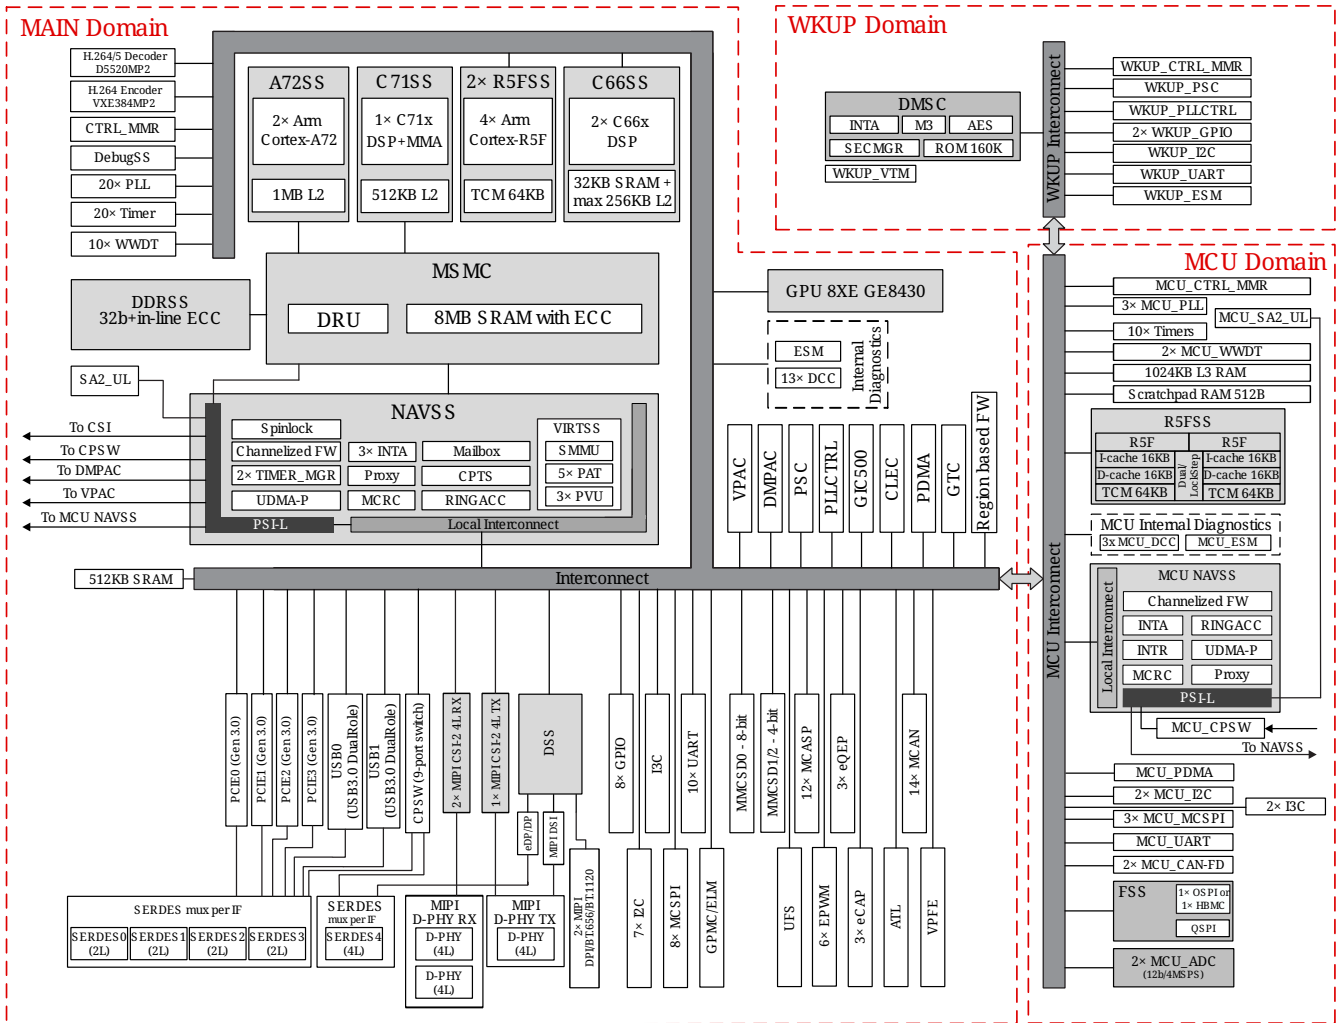 MAIN Domain
H.264/5 Decoder
D5520MP2
H.264 Encoder
VXE384MP2
CTRL_MMR
DebugSS
20× PLL
20× Timer
10× WWDT
A72SS
2× Arm
Cortex-A72
1MB L2
C71SS
1× C71x
DSP+MMA
512KB L2
2× R5FSS
4× Arm
Cortex-R5F
TCM 64KB
C66SS
2× C66x
DSP
32KB SRAM +
max 256KB L2
MSMC
DRU
8MB SRAM with ECC
DDRSS
32b+in-line ECC
SA2_UL
To CSI
To CPSW
To DMPAC
To VPAC
To MCU NAVSS
NAVSS
Spinlock
Channelized FW
2× TIMER_MGR
UDMA-P
3× INTA
Proxy
MCRC
Mailbox
CPTS
RINGACC
VIRTSS
SMMU
5× PAT
3× PVU
PSI-L
Local Interconnect
GPU 8XE GE8430
ESM
13× DCC
Internal
Diagnostics
VPAC
DMPAC
PSC
PLLCTRL
GIC500
CLEC
PDMA
GTC
Region based FW
512KB SRAM
Interconnect
PCIE0 (Gen 3.0)
PCIE1 (Gen 3.0)
PCIE2 (Gen 3.0)
PCIE3 (Gen 3.0)
USB0
(USB3.0 DualRole)
USB1
(USB3.0 DualRole)
CPSW (9-port switch)
2× MIPI CSI-2 4L RX
1× MIPI CSI-2 4L TX
DSS
eDP/DP
MIPI DSI
2× MIPI
DPI/BT.656/BT.1120
8× GPIO
7× I2C
I3C
8× MCSPI
10× UART
GPMC/ELM
MMCSD0 - 8-bit
MMCSD1/2 - 4-bit
UFS
12× MCASP
6× EPWM
3× eQEP
3× eCAP
ATL
14× MCAN
VPFE
SERDES mux per IF
SERDES0
(2L)
SERDES1
(2L)
SERDES2
(2L)
SERDES3
(2L)
SERDES
mux per IF
SERDES4
(4L)
MIPI
D-PHY RX
D-PHY
(4L)
D-PHY
(4L)
MIPI
D-PHY TX
D-PHY
(4L)
WKUP Domain
DMSC
INTA
M3
AES
SECMGR
ROM 160K
WKUP_VTM
WKUP Interconnect
WKUP_CTRL_MMR
WKUP_PSC
WKUP_PLLCTRL
2× WKUP_GPIO
WKUP_I2C
WKUP_UART
WKUP_ESM
MCU Domain
MCU Interconnect
MCU_CTRL_MMR
3× MCU_PLL
MCU_SA2_UL
10× Timers
2× MCU_WWDT
1024KB L3 RAM
Scratchpad RAM 512B
R5FSS
R5F
I-cache 16KB
D-cache 16KB
TCM 64KB
Dual/
LockStep
R5F
I-cache 16KB
D-cache 16KB
TCM 64KB
MCU Internal Diagnostics
3x MCU_DCC
MCU_ESM
MCU NAVSS
Local Interconnect
Channelized FW
INTA
RINGACC
INTR
UDMA-P
MCRC
Proxy
PSI-L
MCU_CPSW
To NAVSS
MCU_PDMA
2× MCU_I2C
2× I3C
3× MCU_MCSPI
MCU_UART
2× MCU_CAN-FD
FSS
1× OSPI or
1× HBMC
QSPI
2× MCU_ADC
(12b/4MSPS)